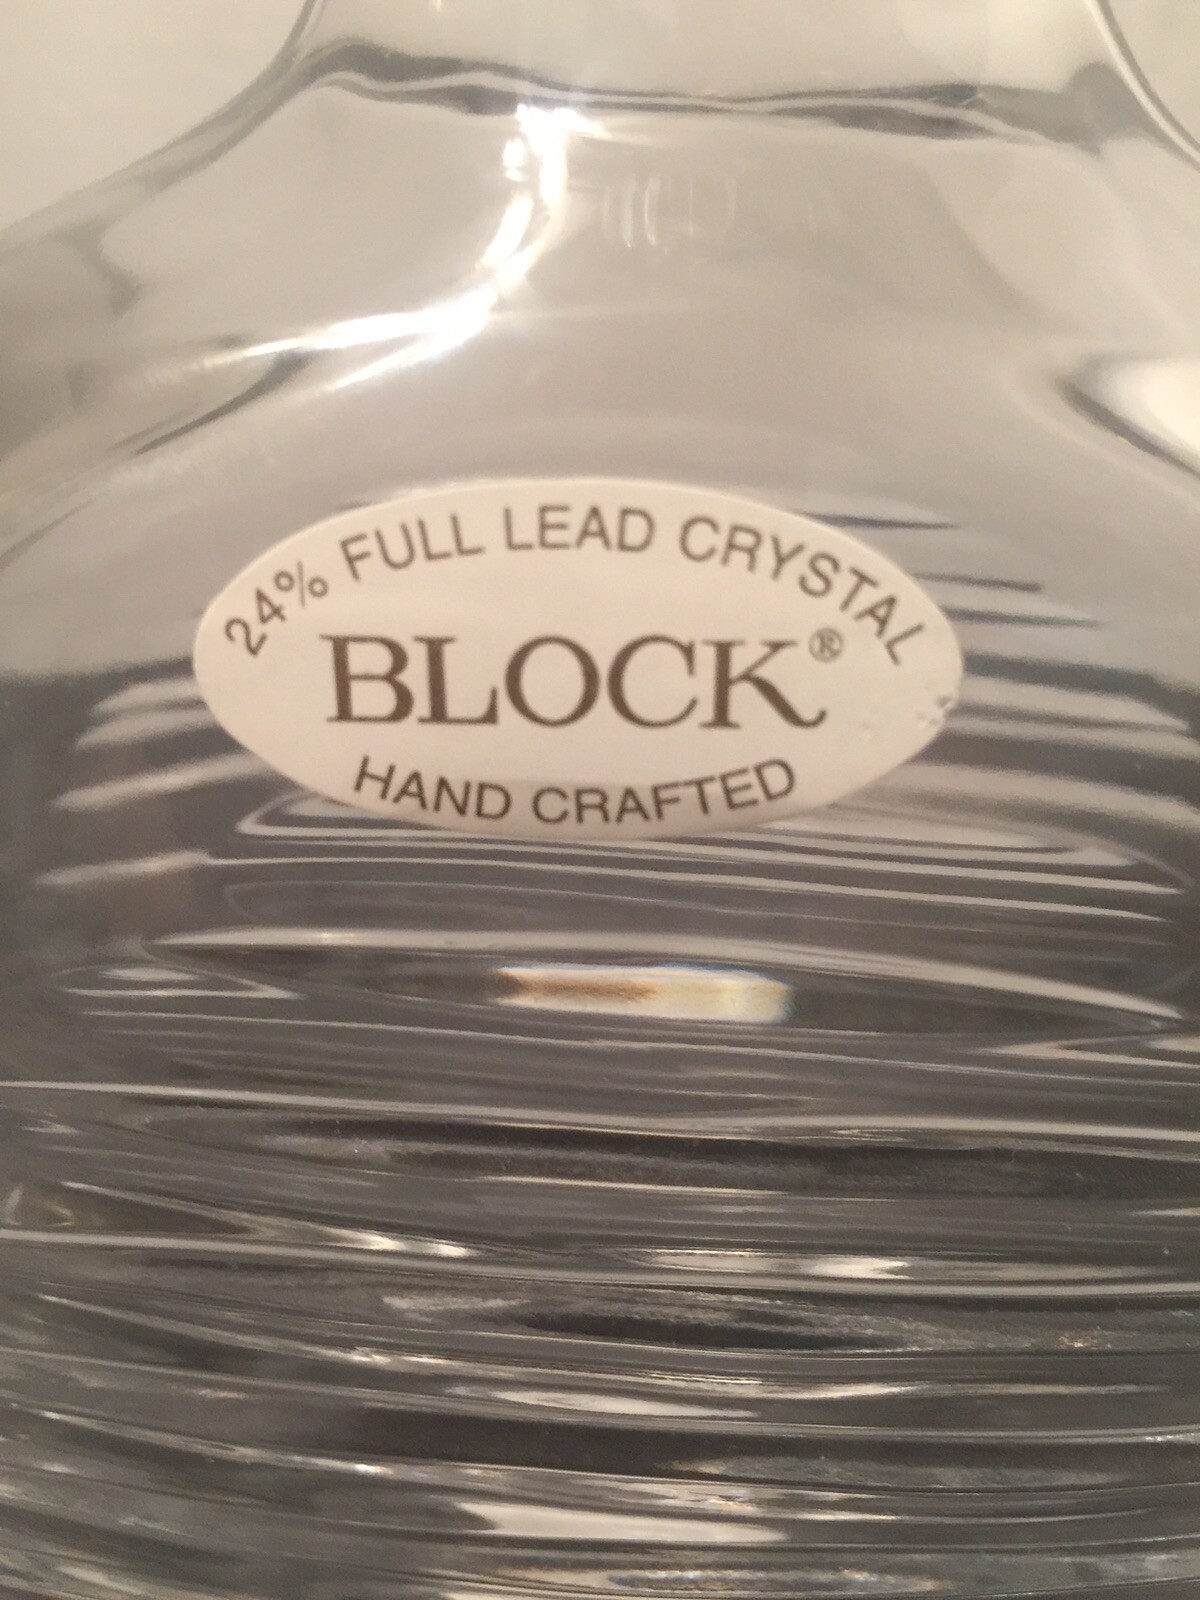 24% FULL LEAD CRYSTAL
BLOCK®
HAND CRAFTED